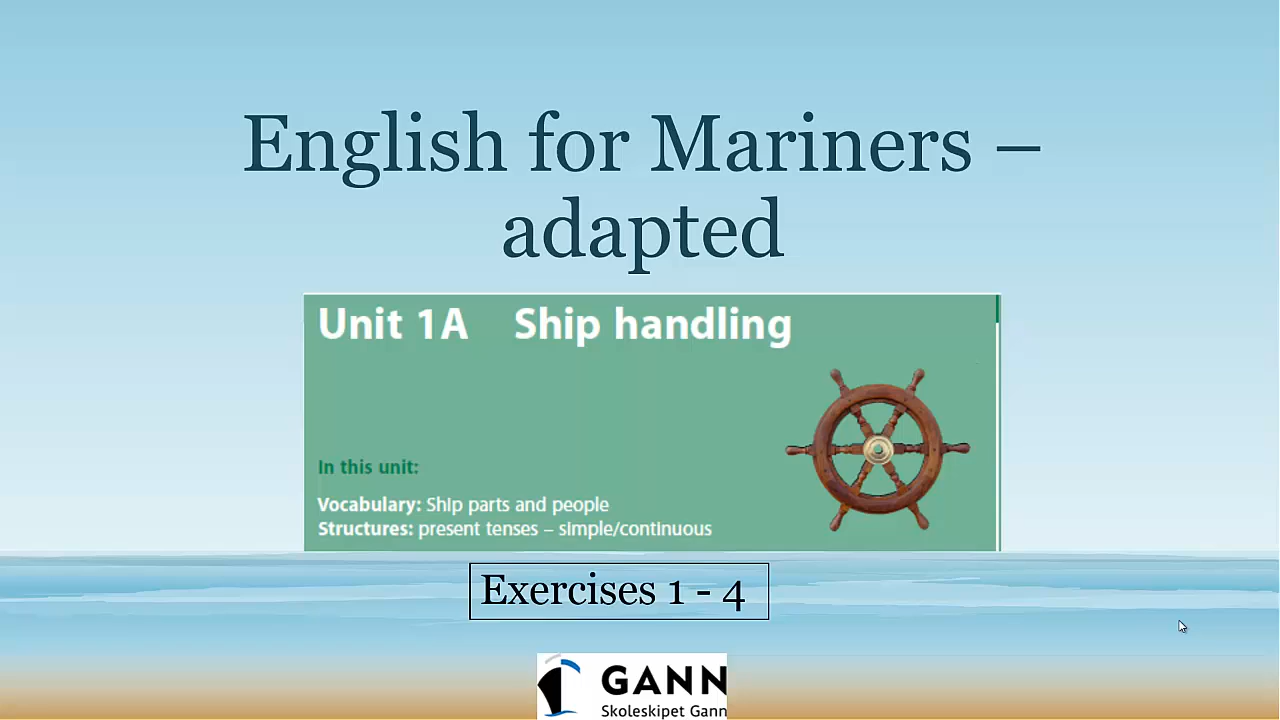 English for Mariners –
adapted
Unit 1A Ship handling
In this unit:
Vocabulary: Ship parts and people
Structures: present tenses – simple/continuous
Exercises 1 - 4
GANN
Skoleskipet Gann